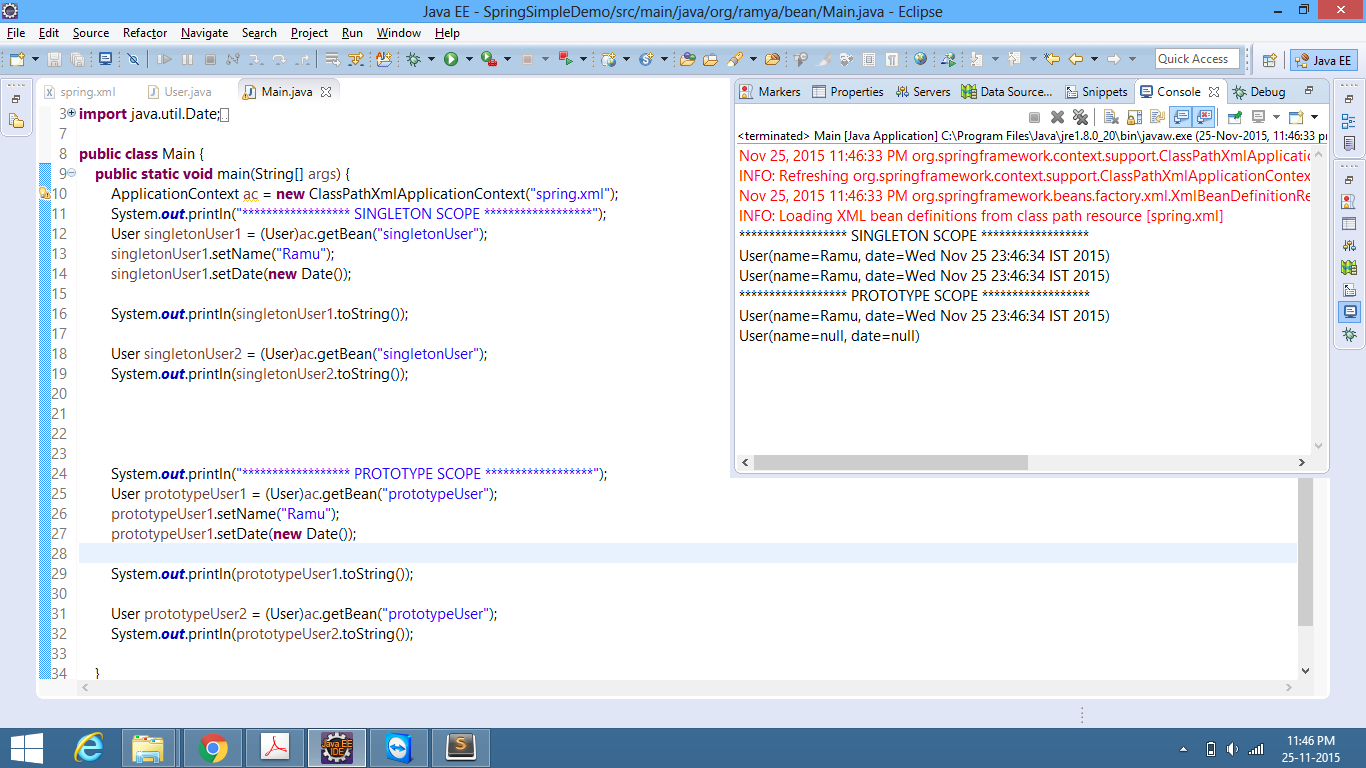 Java EE - SpringSimpleDemo/src/main/java/org/ramya/bean/Main.java - Eclipse
File Edit Source Refactor Navigate Search Project Run Window Help
Quick Access
Java EE
spring.xml User.java Main.java
3 import java.util.Date;
7
8 public class Main {
9 public static void main(String[] args) {
10 ApplicationContext ac = new ClassPathXmlApplicationContext("spring.xml");
11 System.out.println("****************** SINGLETON SCOPE ******************");
12 User singletonUser1 = (User)ac.getBean("singletonUser");
13 singletonUser1.setName("Ramu");
14 singletonUser1.setDate(new Date());
15
16 System.out.println(singletonUser1.toString());
17
18 User singletonUser2 = (User)ac.getBean("singletonUser");
19 System.out.println(singletonUser2.toString());
20
21
22
23
24 System.out.println("****************** PROTOTYPE SCOPE ******************");
25 User prototypeUser1 = (User)ac.getBean("prototypeUser");
26 prototypeUser1.setName("Ramu");
27 prototypeUser1.setDate(new Date());
28
29 System.out.println(prototypeUser1.toString());
30
31 User prototypeUser2 = (User)ac.getBean("prototypeUser");
32 System.out.println(prototypeUser2.toString());
33
34 }
Markers Properties Servers Data Source... Snippets Console Debug
<terminated> Main [Java Application] C:\Program Files\Java\jre1.8.0_20\bin\javaw.exe (25-Nov-2015, 11:46:33 pr
Nov 25, 2015 11:46:33 PM org.springframework.context.support.ClassPathXmlApplicatio
INFO: Refreshing org.springframework.context.support.ClassPathXmlApplicationContex
Nov 25, 2015 11:46:33 PM org.springframework.beans.factory.xml.XmlBeanDefinitionRe
INFO: Loading XML bean definitions from class path resource [spring.xml]
****************** SINGLETON SCOPE ******************
User(name=Ramu, date=Wed Nov 25 23:46:34 IST 2015)
User(name=Ramu, date=Wed Nov 25 23:46:34 IST 2015)
****************** PROTOTYPE SCOPE ******************
User(name=Ramu, date=Wed Nov 25 23:46:34 IST 2015)
User(name=null, date=null)
Java EE
IDE
11:46 PM
25-11-2015